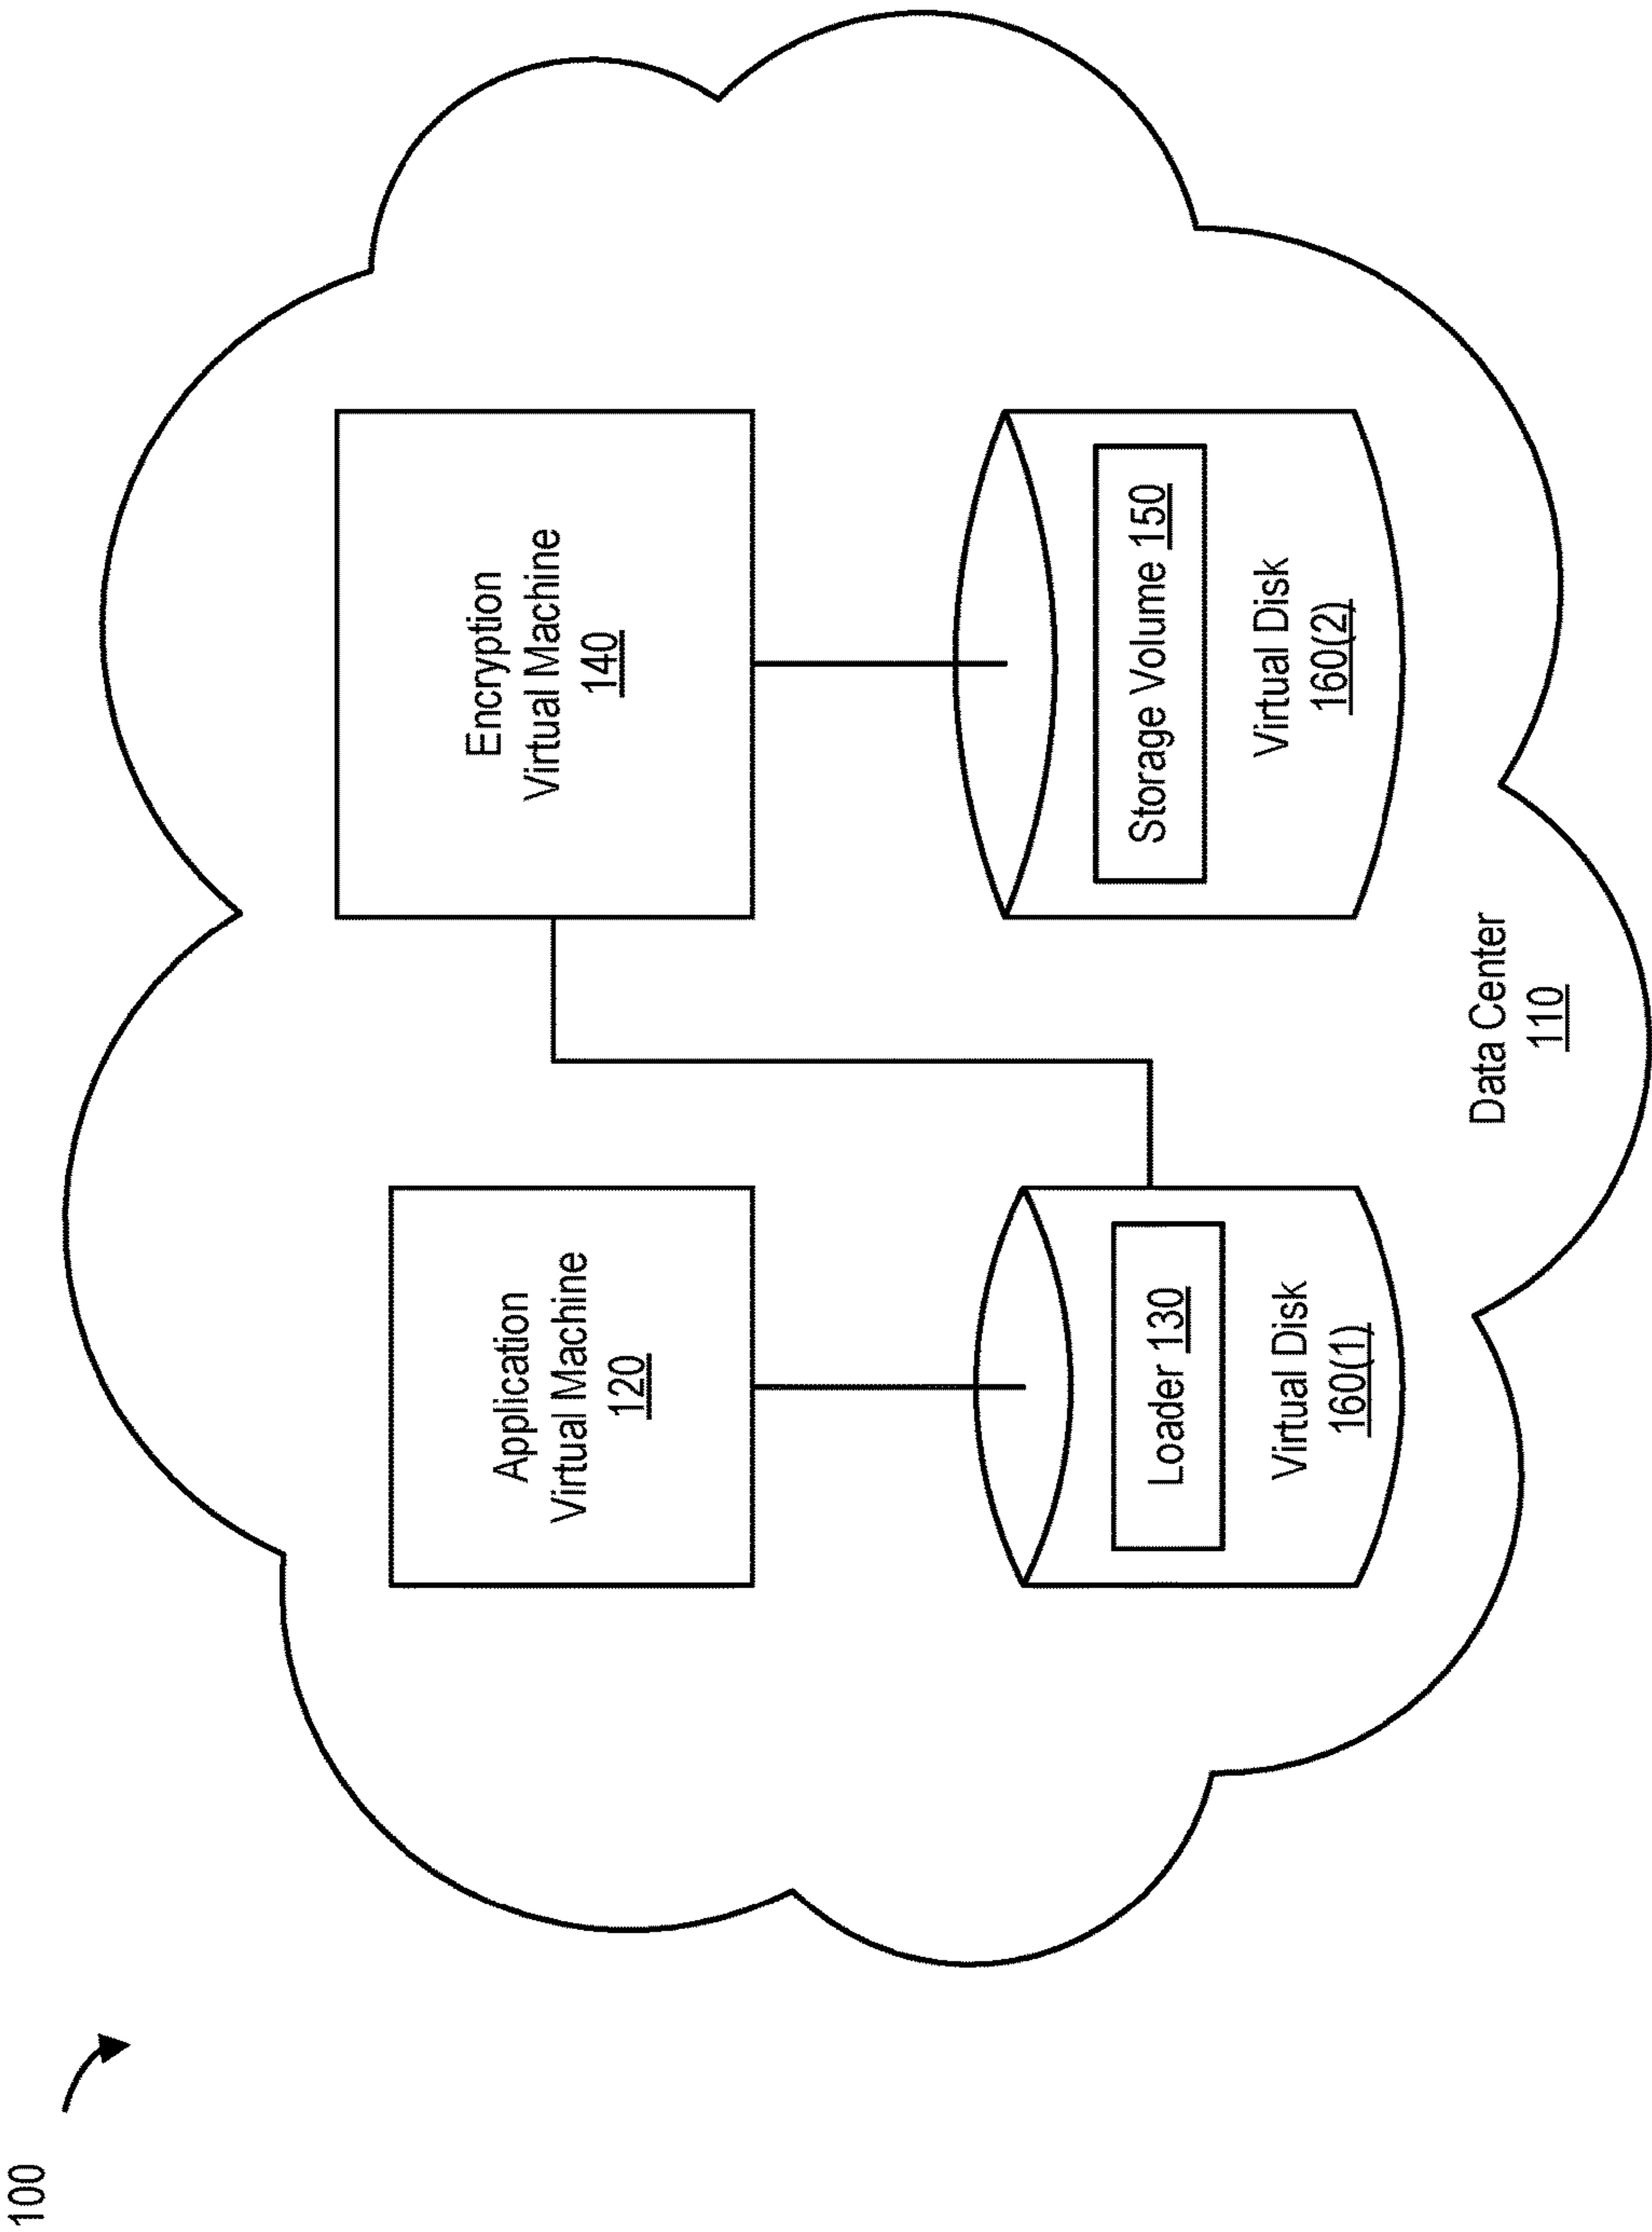 100
Application
Virtual Machine
120
Encryption
Virtual Machine
140
Loader 130
Virtual Disk
160(1)
Storage Volume 150
Virtual Disk
160(2)
Data Center
110